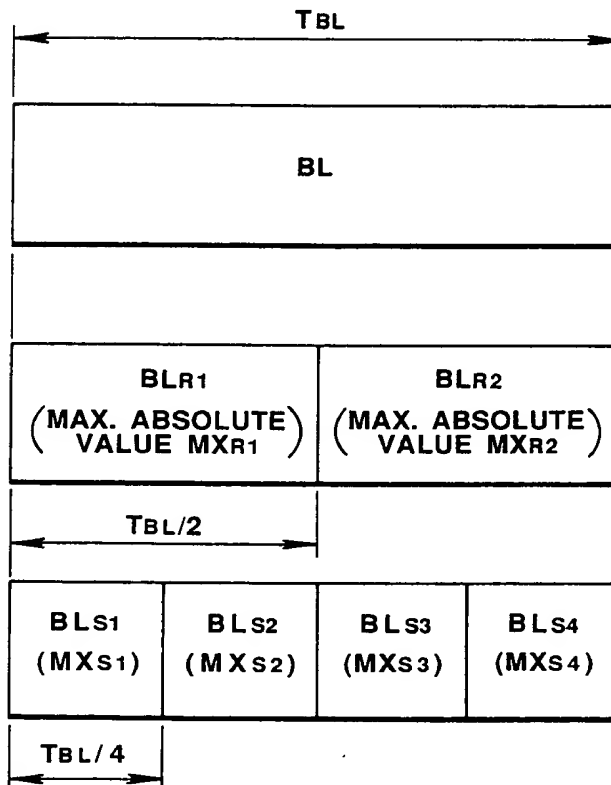 TBL
BL
BLR1 BLR2
(MAX. ABSOLUTE VALUE MXR1) (MAX. ABSOLUTE VALUE MXR2)
TBL/2
BLS1 BLS2 BLS3 BLS4
(MXS1) (MXS2) (MXS3) (MXS4)
TBL/4